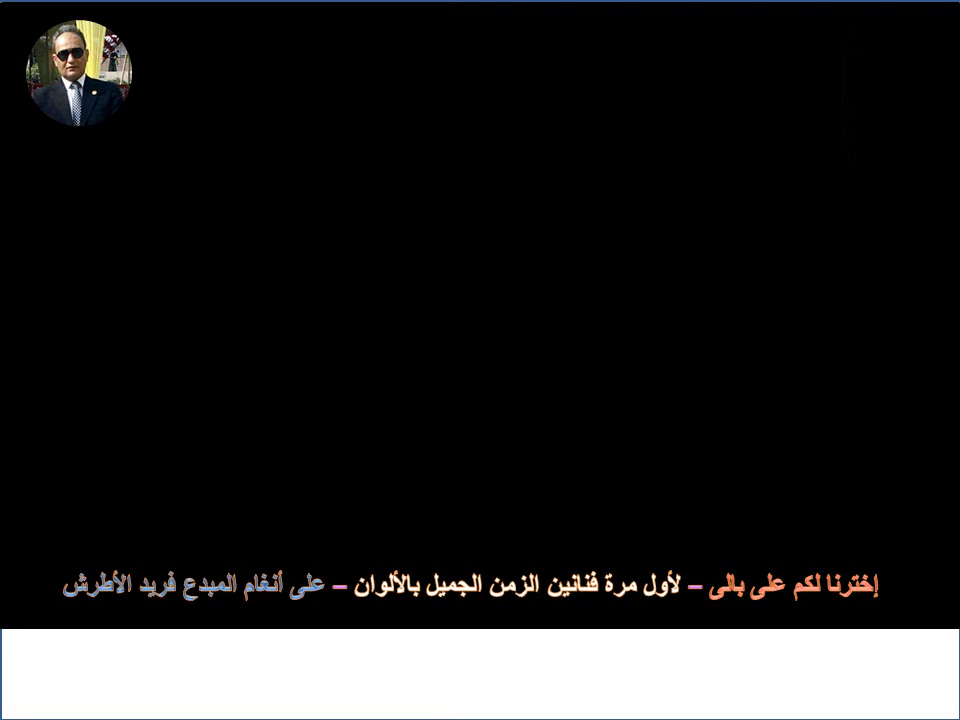 إخترنا لكم على بالى – لأول مرة فنانين الزمن الجميل بالألوان – على أنغام المبدع فريد الأطرش